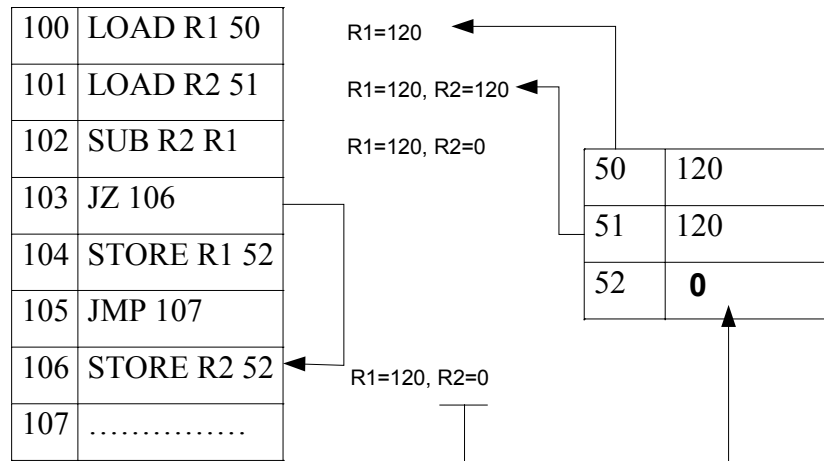 100 LOAD R1 50 R1=120
101 LOAD R2 51 R1=120, R2=120
102 SUB R2 R1 R1=120, R2=0
103 JZ 106
104 STORE R1 52
105 JMP 107
106 STORE R2 52 R1=120, R2=0
107 ……………
50 120
51 120
52 0